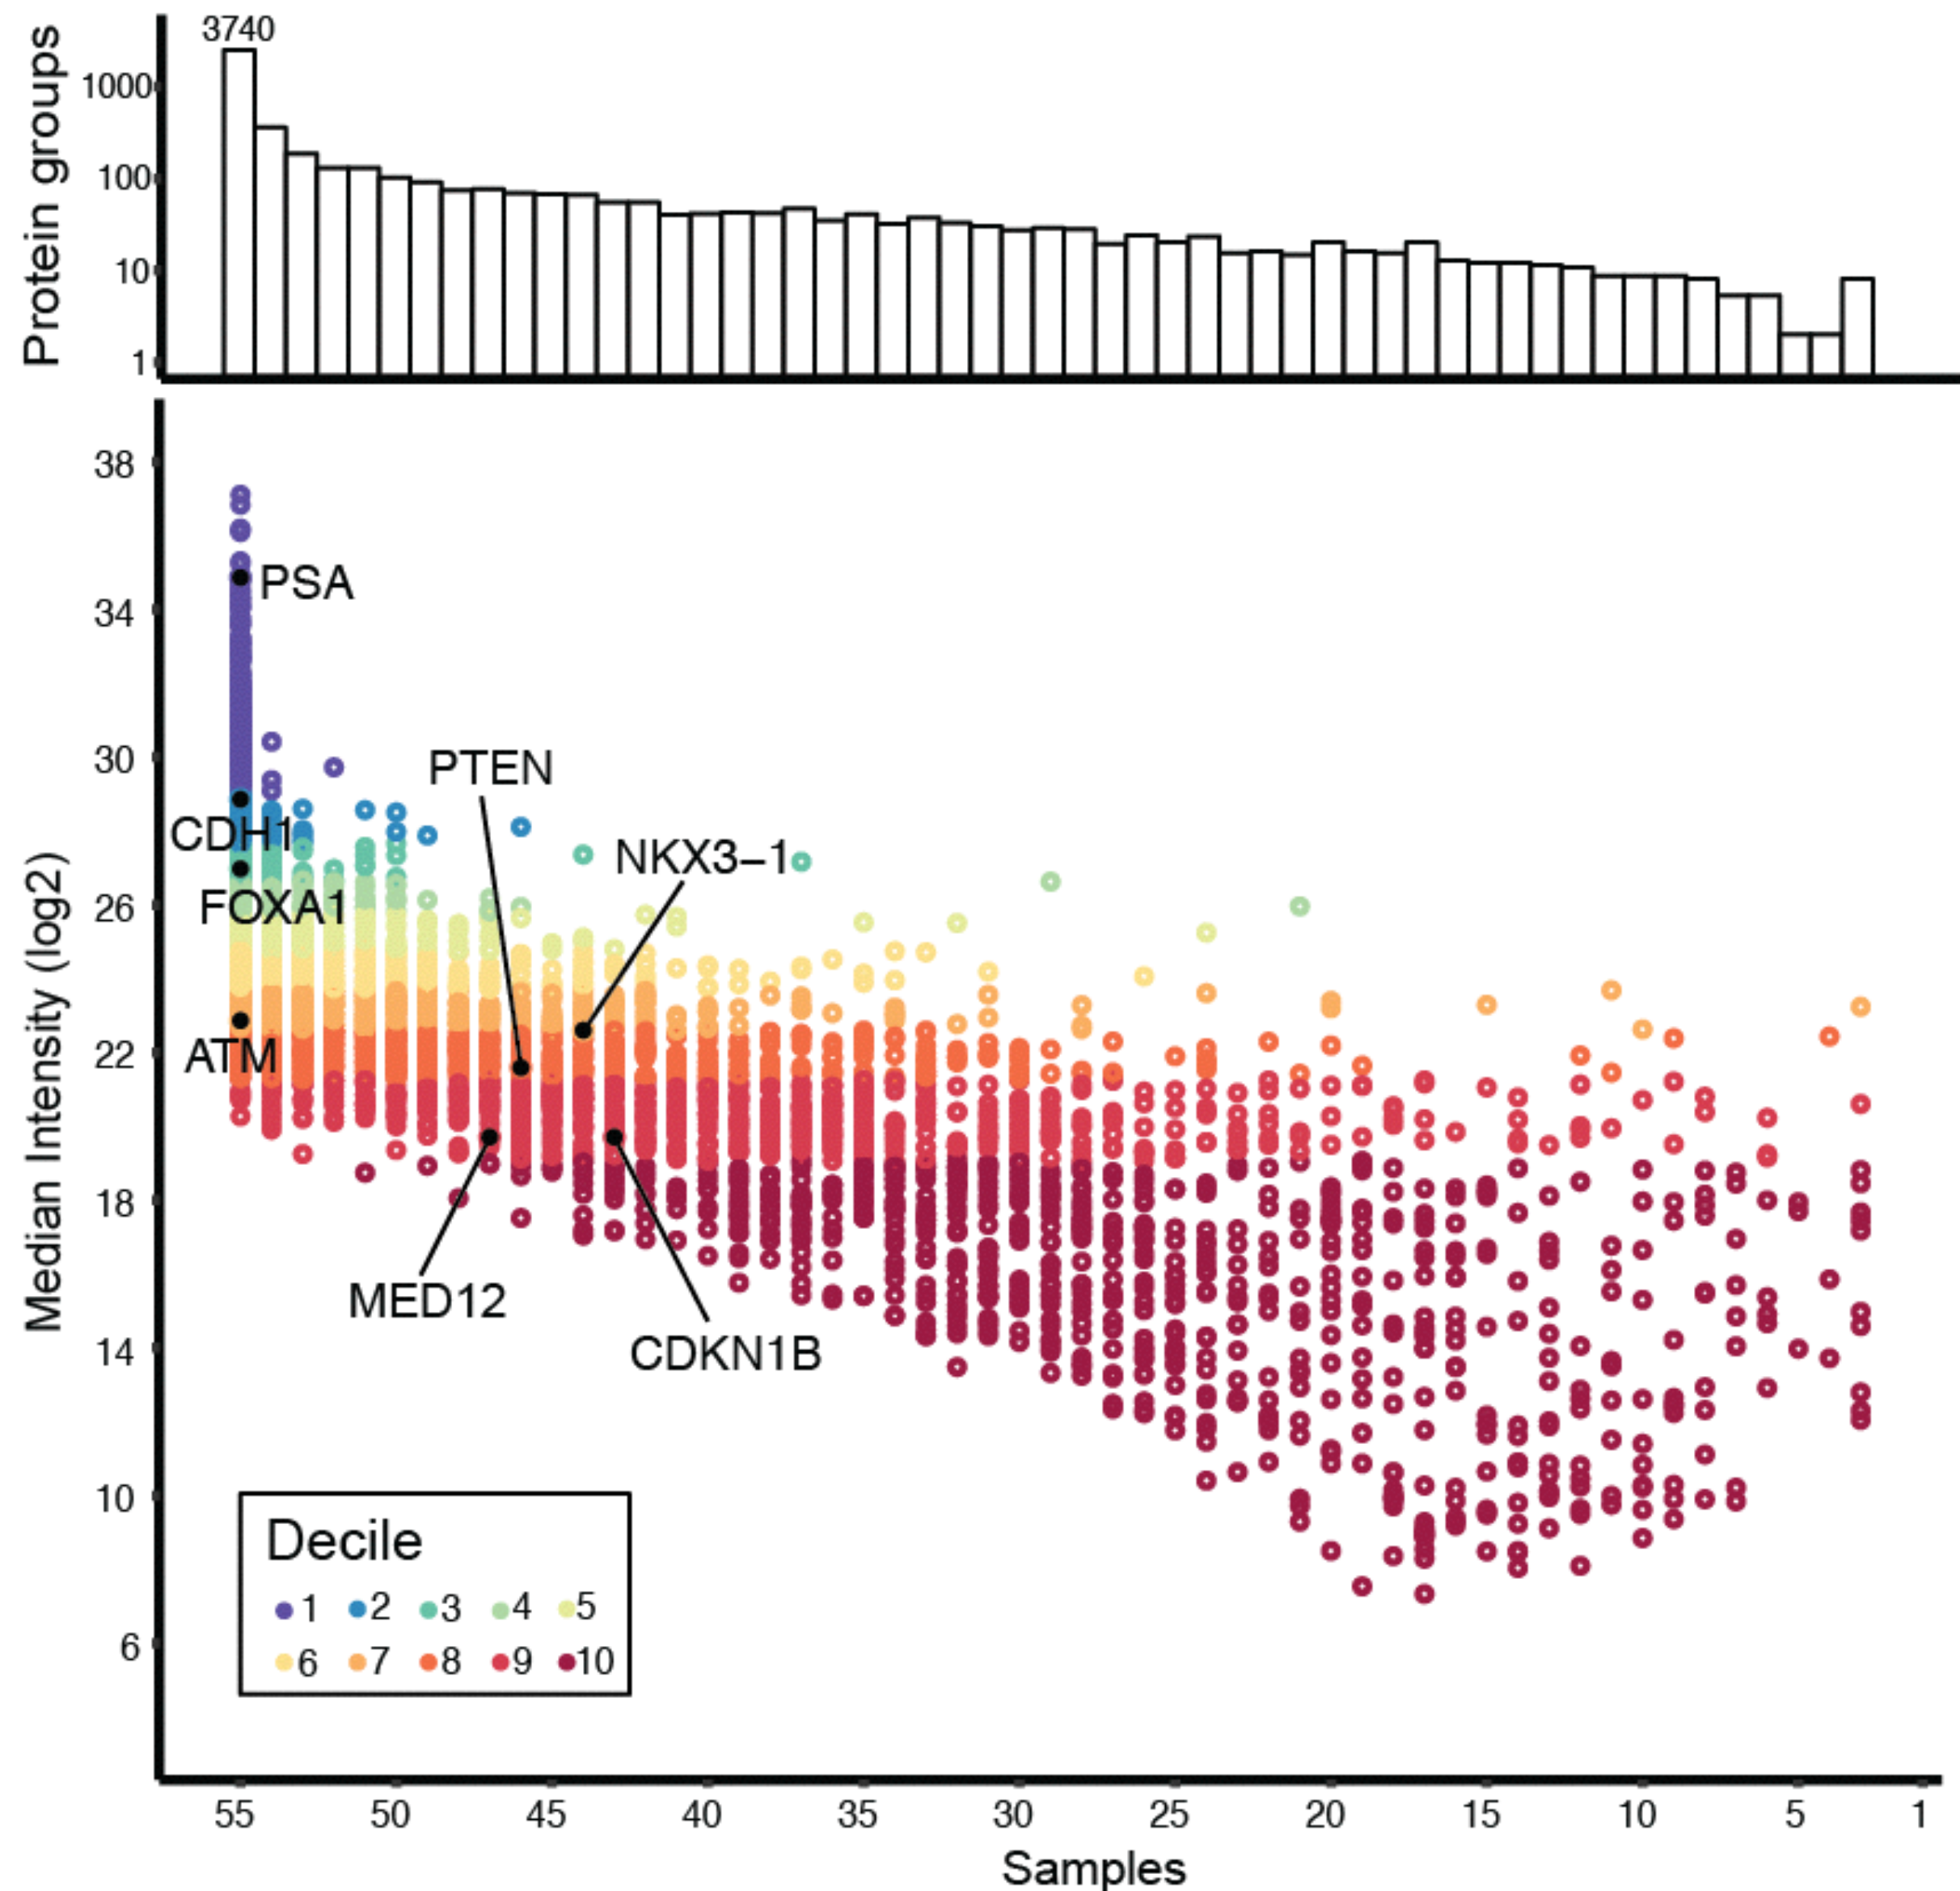 3740
Protein groups
1000
100
10
1
38
34
30
26
22
18
14
10
6
Median Intensity (log2)
PSA
PTEN
CDH1
NKX3-1
FOXA1
ATM
MED12
CDKN1B
Decile
1 2 3 4 5
6 7 8 9 10
55 50 45 40 35 30 25 20 15 10 5 1
Samples